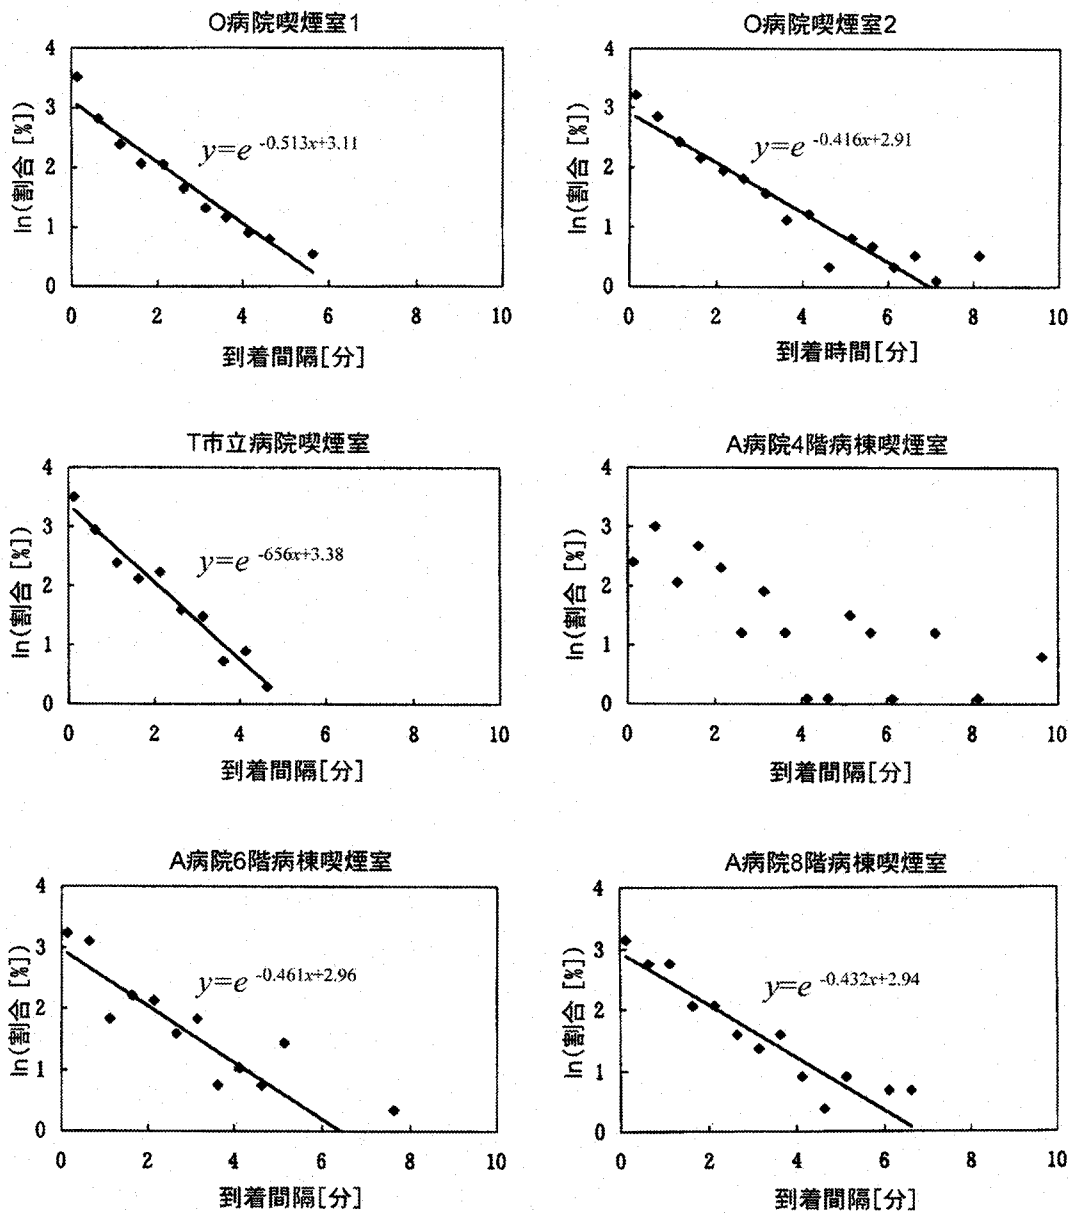 O病院喫煙室1
4
3
2
1
0
ln(割合 [%])
y=e -0.513x+3.11
0 2 4 6 8 10
到着間隔[分]
O病院喫煙室2
4
3
2
1
0
ln(割合 [%])
y=e -0.416x+2.91
0 2 4 6 8 10
到着時間[分]
T市立病院喫煙室
4
3
2
1
0
ln(割合 [%])
y=e -656x+3.38
0 2 4 6 8 10
到着間隔[分]
A病院4階病棟喫煙室
4
3
2
1
0
ln(割合 [%])
0 2 4 6 8 10
到着間隔[分]
A病院6階病棟喫煙室
4
3
2
1
0
ln(割合 [%])
y=e -0.461x+2.96
0 2 4 6 8 10
到着間隔[分]
A病院8階病棟喫煙室
4
3
2
1
0
ln(割合 [%])
y=e -0.432x+2.94
0 2 4 6 8 10
到着間隔[分]